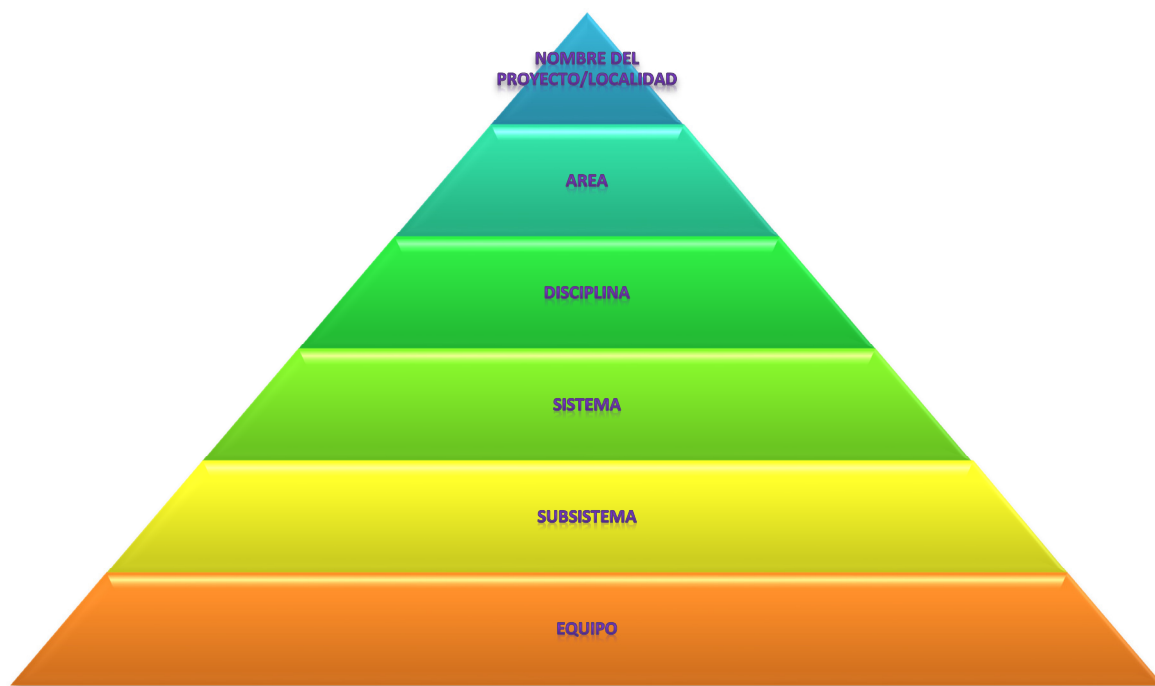 NOMBRE DEL
PROYECTO/LOCALIDAD
AREA
DISCIPLINA
SISTEMA
SUBSISTEMA
EQUIPO